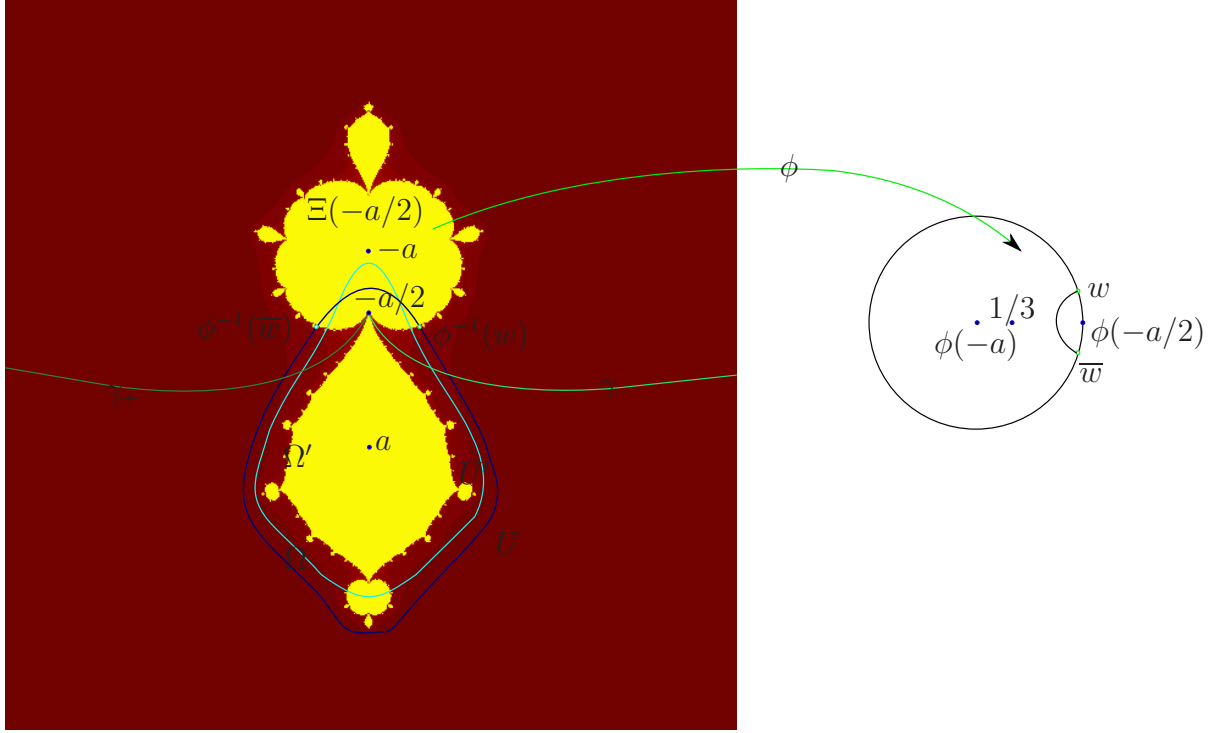 ϕ
Ξ(−a/2)
−a
−a/2
ϕ⁻¹(w̅)
ϕ⁻¹(w)
w
1/3
ϕ(−a)
ϕ(−a/2)
w̅
a
Ω′
Ω
U